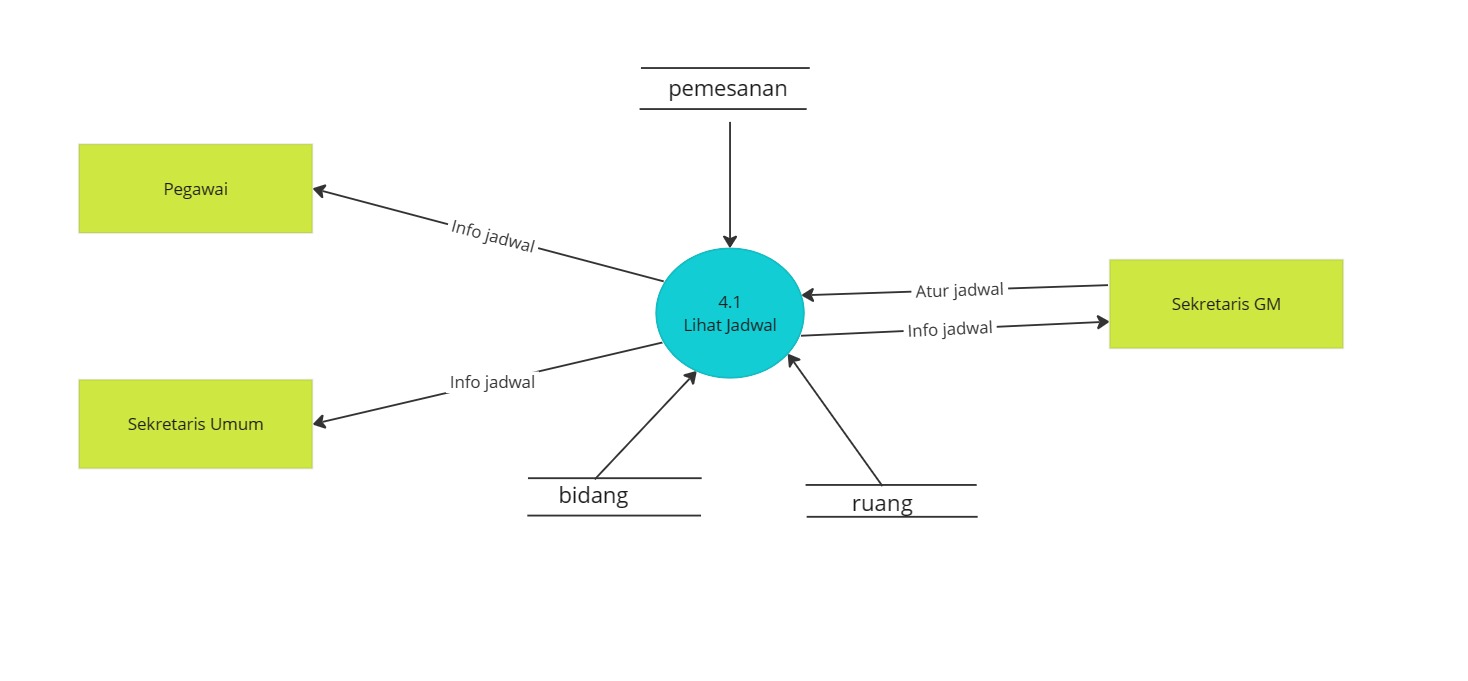 pemesanan
Pegawai
Info jadwal
4.1
Lihat Jadwal
Atur jadwal
Info jadwal
Sekretaris GM
Info jadwal
Sekretaris Umum
bidang
ruang